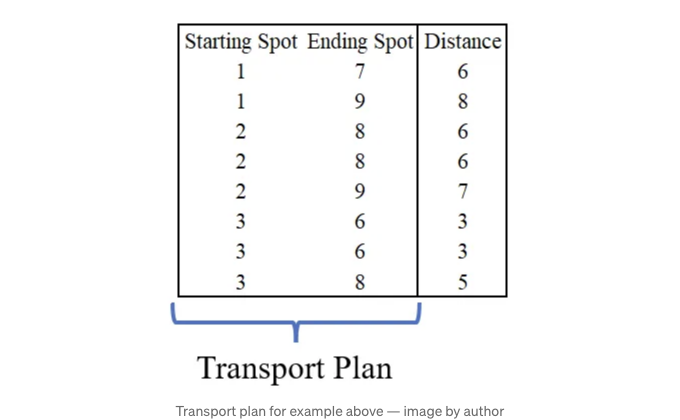 Starting Spot Ending Spot Distance
1 7 6
1 9 8
2 8 6
2 8 6
2 9 7
3 6 3
3 6 3
3 8 5
Transport Plan
Transport plan for example above — image by author